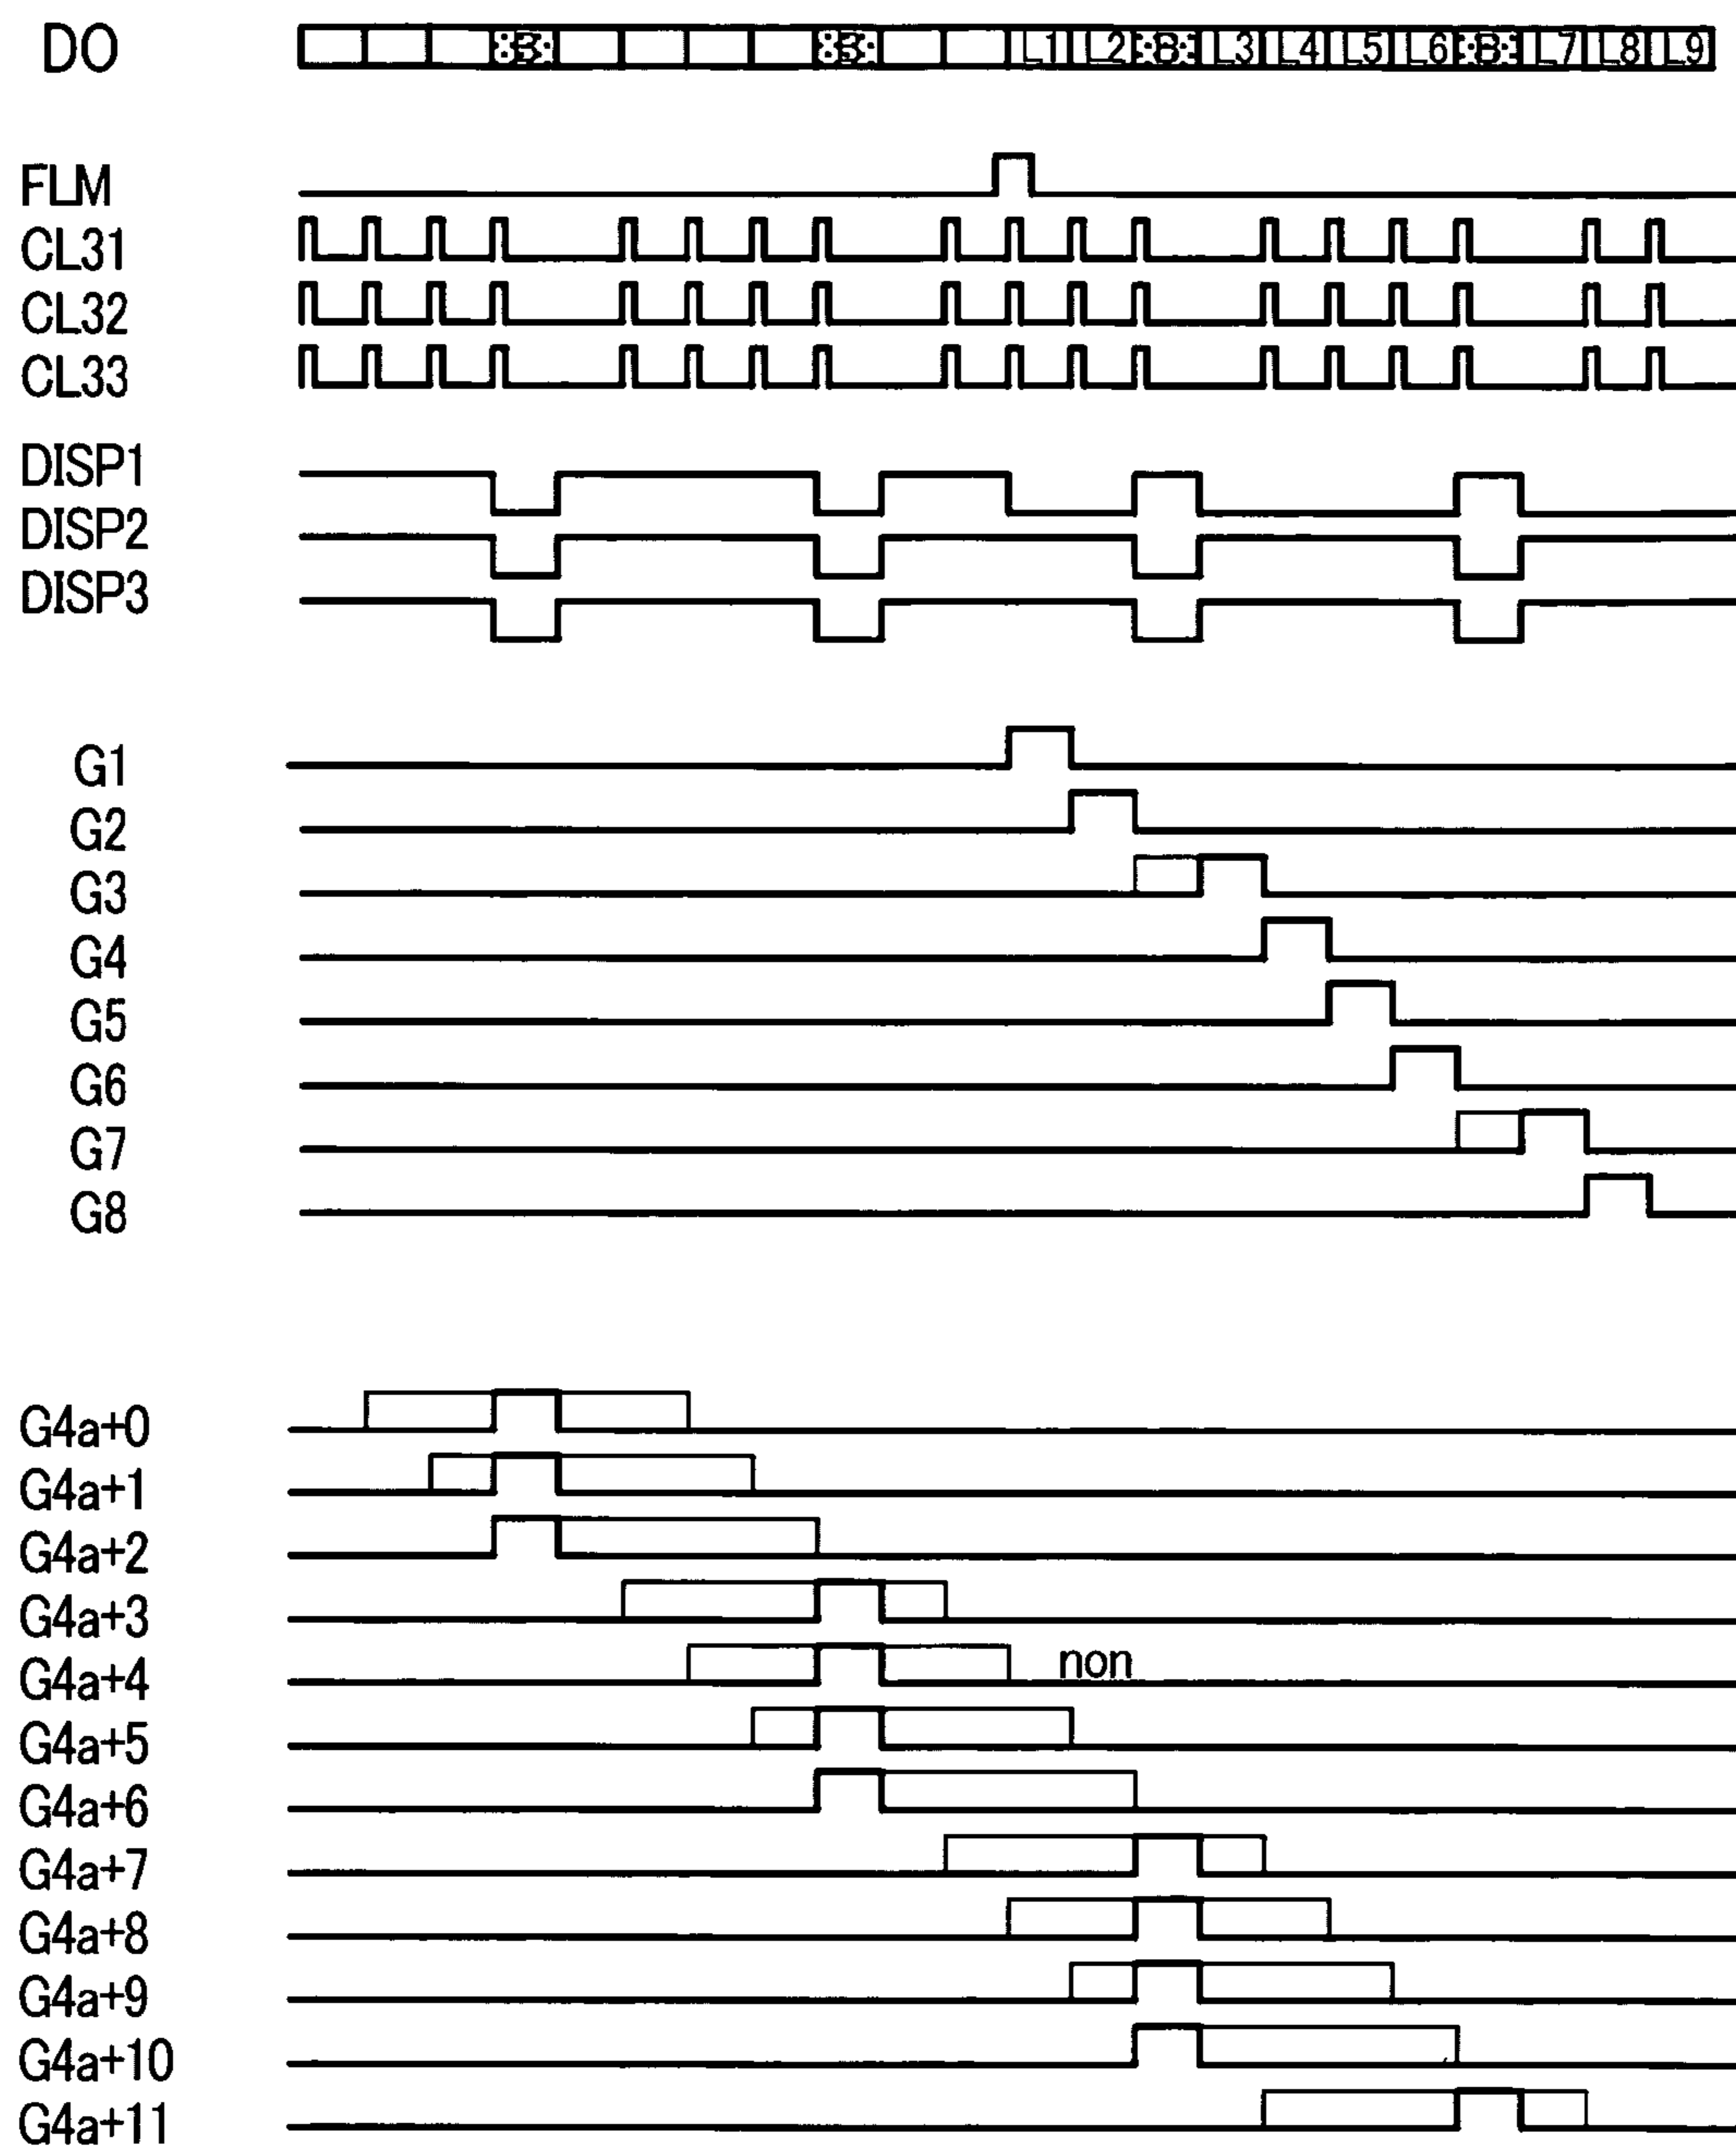 DO B B L1 L2 B L3 L4 L5 L6 B L7 L8 L9
FLM
CL31
CL32
CL33
DISP1
DISP2
DISP3
G1
G2
G3
G4
G5
G6
G7
G8
G4a+0
G4a+1
G4a+2
G4a+3
G4a+4 non
G4a+5
G4a+6
G4a+7
G4a+8
G4a+9
G4a+10
G4a+11